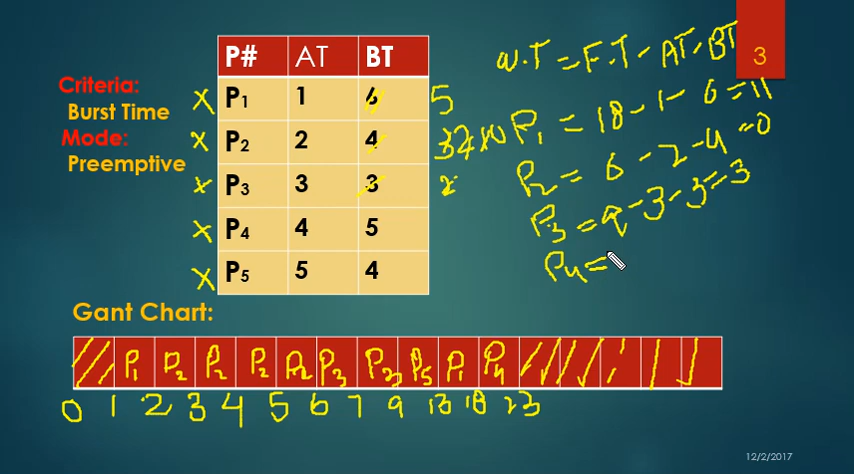 3
W.T = F.T - AT - BT
P# AT BT
Criteria:
Burst Time
Mode:
Preemptive
X P1 1 6 5
X P2 2 4
X P3 3 3 2
X P4 4 5
X P5 5 4
P1 = 18 - 1 - 6 = 11
P2 = 6 - 2 - 4 = 0
P3 = 9 - 3 - 3 = 3
P4 =
Gant Chart:
P1 P2 P2 P2 P2 P3 P3 P5 P1 P4
0 1 2 3 4 5 6 7 9 13 18 23
12/2/2017